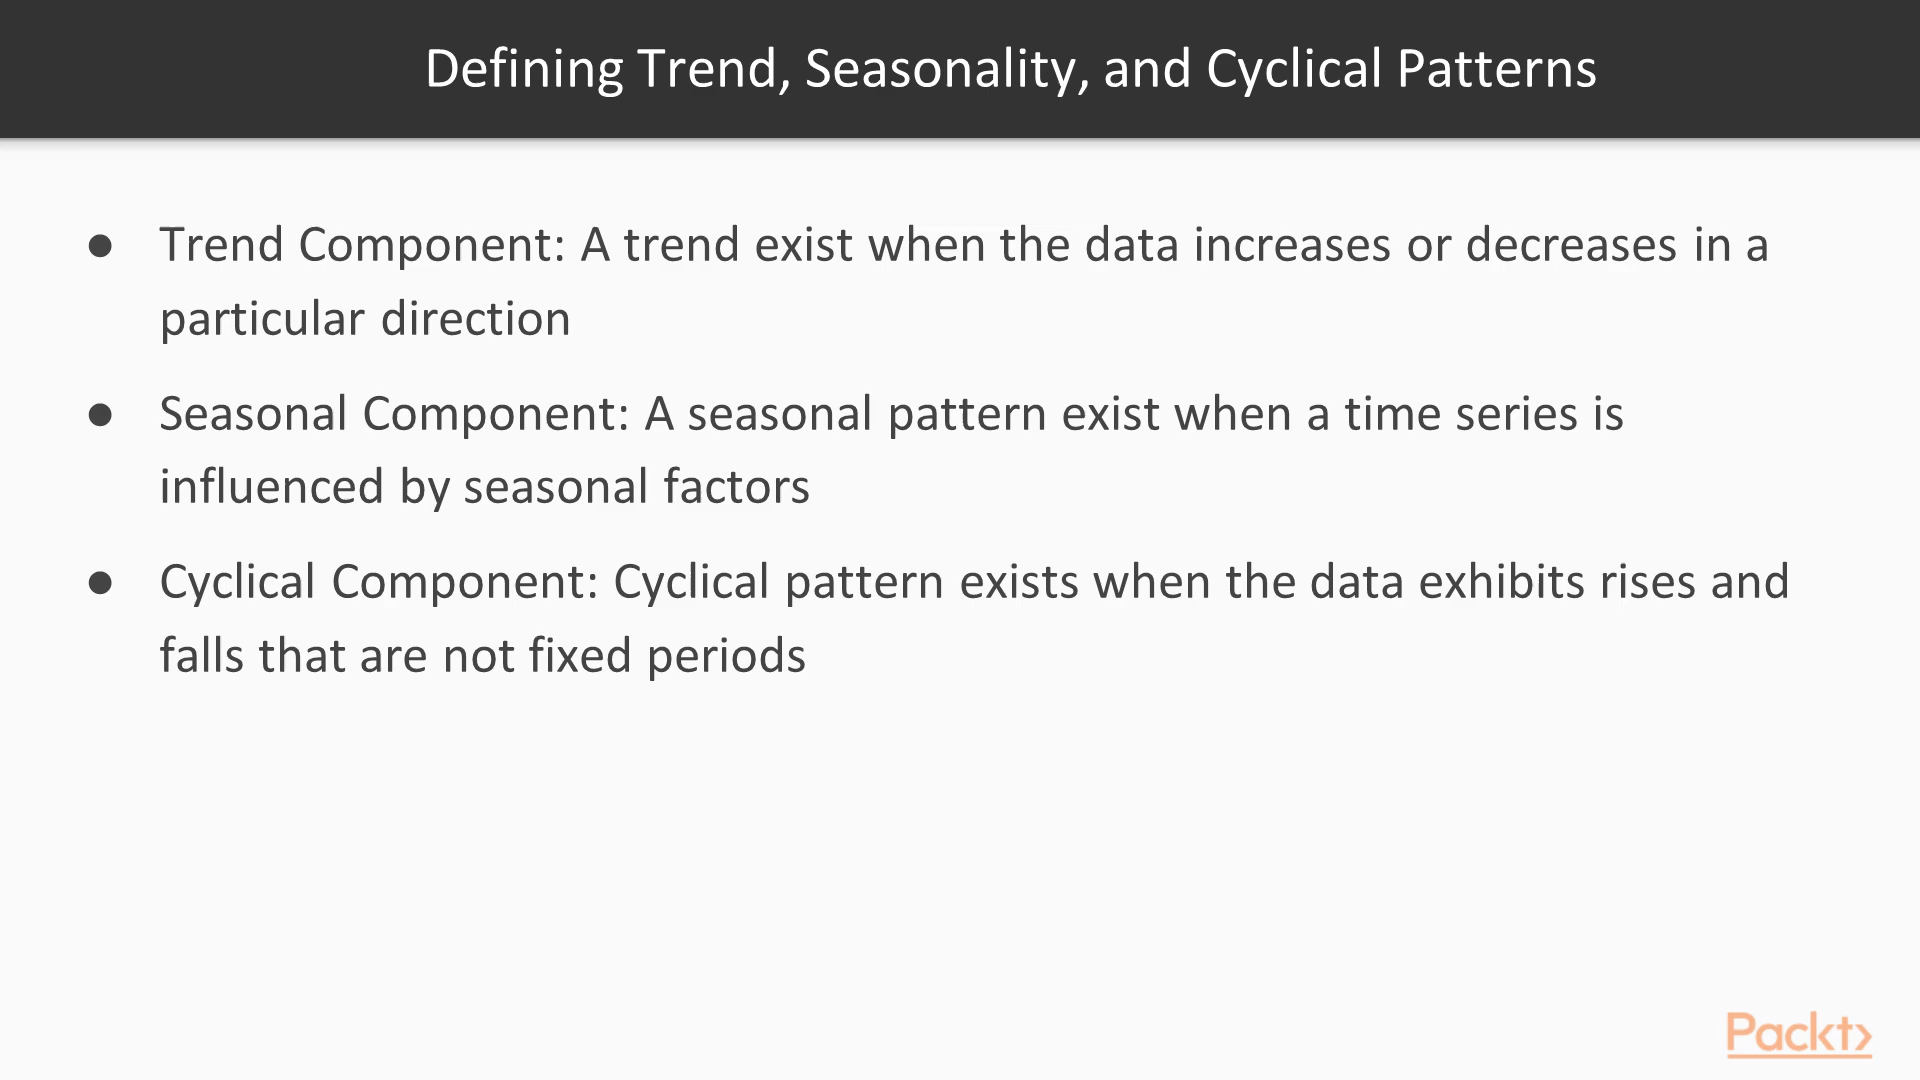 Defining Trend, Seasonality, and Cyclical Patterns
● Trend Component: A trend exist when the data increases or decreases in a
particular direction
● Seasonal Component: A seasonal pattern exist when a time series is
influenced by seasonal factors
● Cyclical Component: Cyclical pattern exists when the data exhibits rises and
falls that are not fixed periods
Packt>